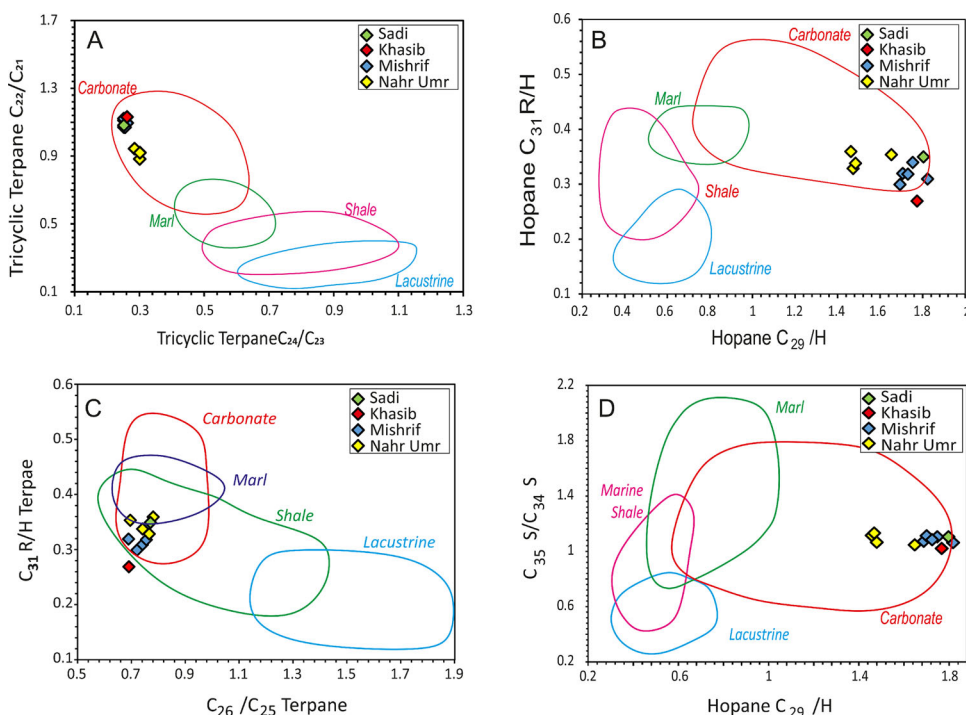 A
Sadi
Khasib
Mishrif
Nahr Umr
Carbonate
Marl
Shale
Lacustrine
1.7
1.5
1.3
1.1
0.9
0.7
0.5
0.3
0.1
0.1
0.3
0.5
0.7
0.9
1.1
1.3
Tricyclic Terpane C₂₂/C₂₁
Tricyclic TerpaneC₂₄/C₂₃
B
Sadi
Khasib
Mishrif
Nahr Umr
Carbonate
Marl
Shale
Lacustrine
0.6
0.5
0.4
0.3
0.2
0.1
0.2
0.4
0.6
0.8
1
1.2
1.4
1.6
1.8
2
Hopane C₃₁ R/H
Hopane C₂₉ /H
C
Sadi
Khasib
Mishrif
Nahr Umr
Carbonate
Marl
Shale
Lacustrine
0.6
0.5
0.4
0.3
0.2
0.1
0.5
0.7
0.9
1.1
1.3
1.5
1.7
1.9
C₃₁ R/H Terpae
C₂₆ /C₂₅ Terpane
D
Sadi
Khasib
Mishrif
Nahr Umr
Marl
Marine
Shale
Carbonate
Lacustrine
2.2
1.8
1.4
1
0.6
0.2
0.2
0.6
1
1.4
1.8
C₃₅ S/C₃₄ S
Hopane C₂₉ /H